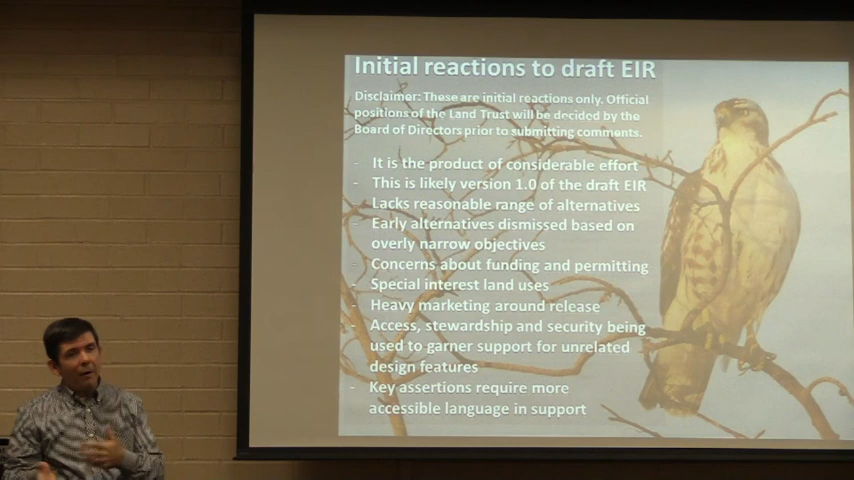 Initial reactions to draft EIR
Disclaimer: These are initial reactions only. Official
positions of the Land Trust will be decided by the
Board of Directors prior to submitting comments.
- It is the product of considerable effort
- This is likely version 1.0 of the draft EIR
- Lacks reasonable range of alternatives
- Early alternatives dismissed based on
overly narrow objectives
- Concerns about funding and permitting
- Special interest land uses
- Heavy marketing around release
- Access, stewardship and security being
used to garner support for unrelated
design features
- Key assertions require more
accessible language in support